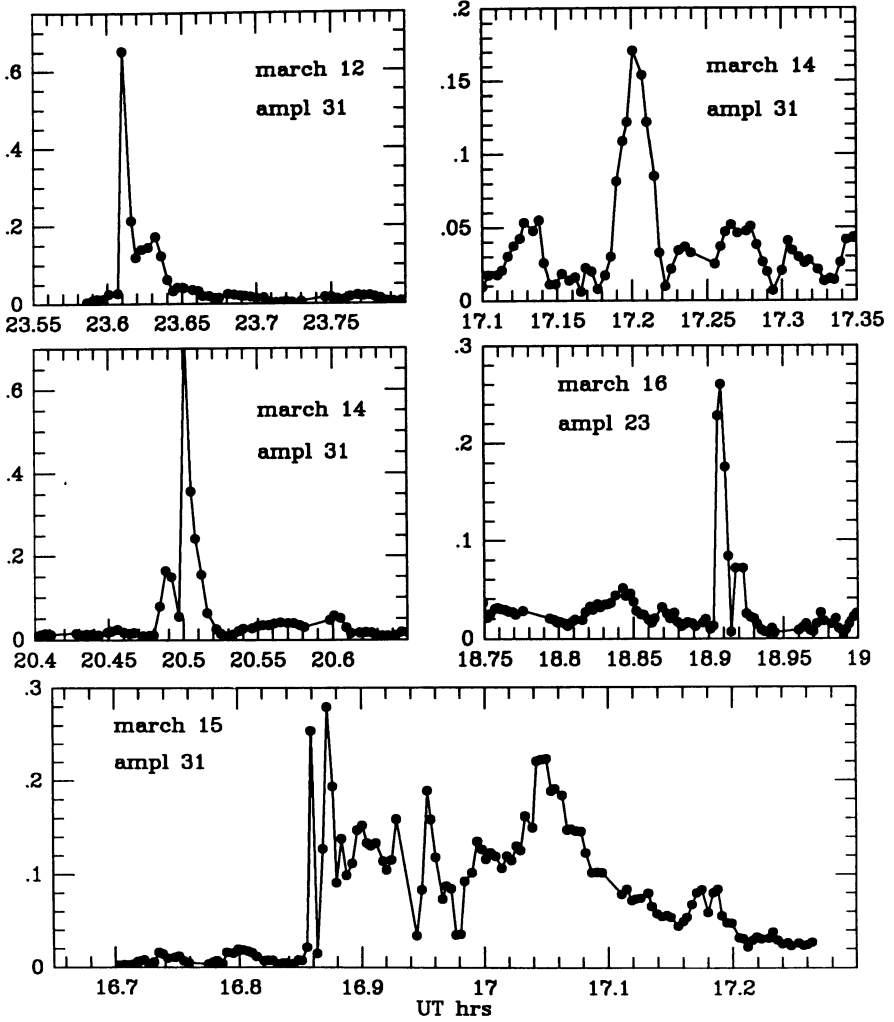 march 12
ampl 31
.6
.4
.2
0
23.55 23.6 23.65 23.7 23.75
march 14
ampl 31
.2
.15
.1
.05
0
17.1 17.15 17.2 17.25 17.3 17.35
march 14
ampl 31
.6
.4
.2
0
20.4 20.45 20.5 20.55 20.6
march 16
ampl 23
.3
.2
.1
0
18.75 18.8 18.85 18.9 18.95 19
march 15
ampl 31
.3
.2
.1
0
16.7 16.8 16.9 17 17.1 17.2
UT hrs